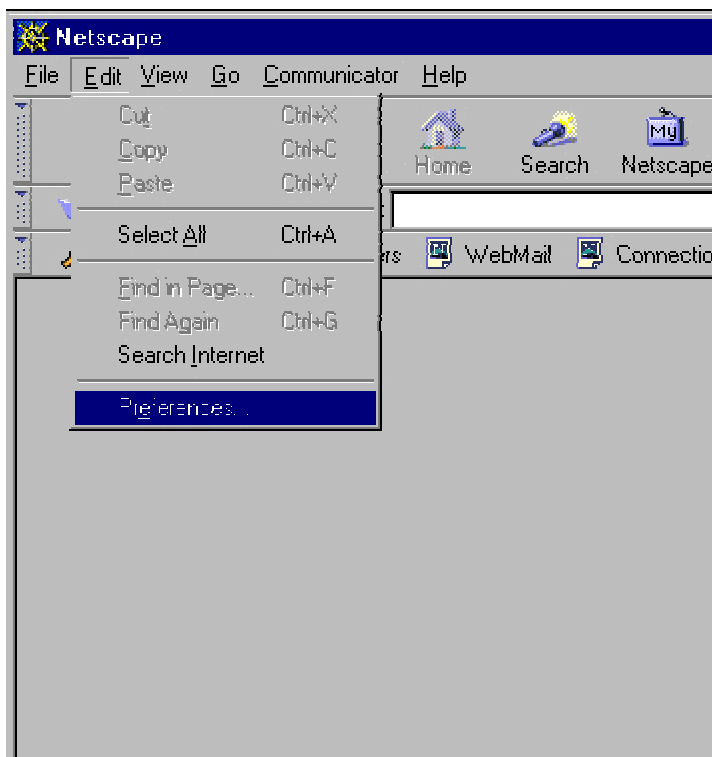 Netscape
File Edit View Go Communicator Help
Cut Ctrl+X
Copy Ctrl+C
Paste Ctrl+V
Select All Ctrl+A
Find in Page... Ctrl+F
Find Again Ctrl+G
Search Internet
Preferences...
Home Search Netscape
My
WebMail Connectio